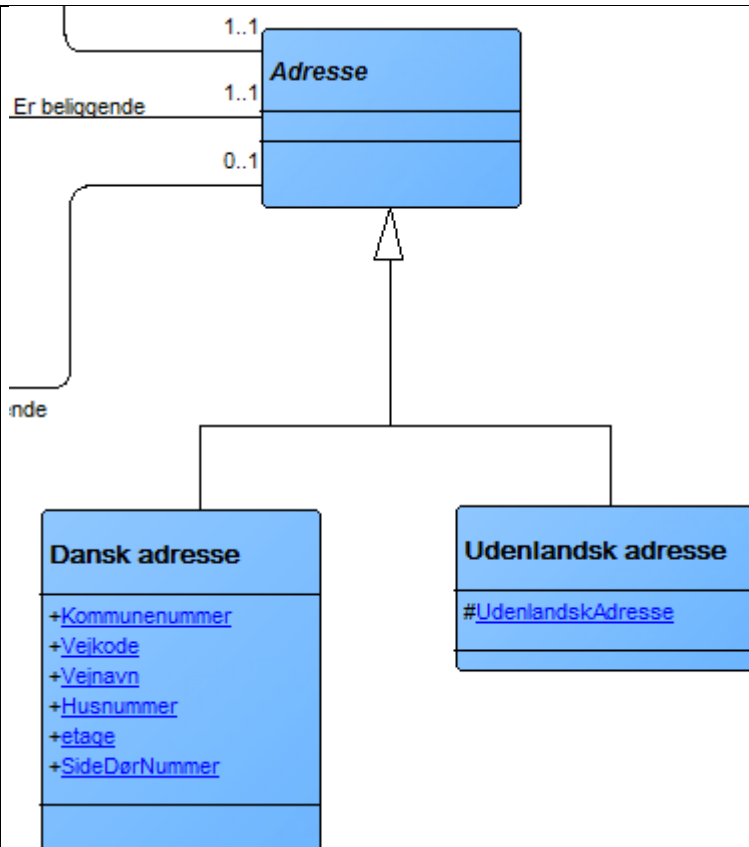 1..1
Adresse
Er beliggende
1..1
0..1
nde
Dansk adresse
+Kommunenummer
+Vejkode
+Vejnavn
+Husnummer
+etage
+SideDørNummer
Udenlandsk adresse
#UdenlandskAdresse